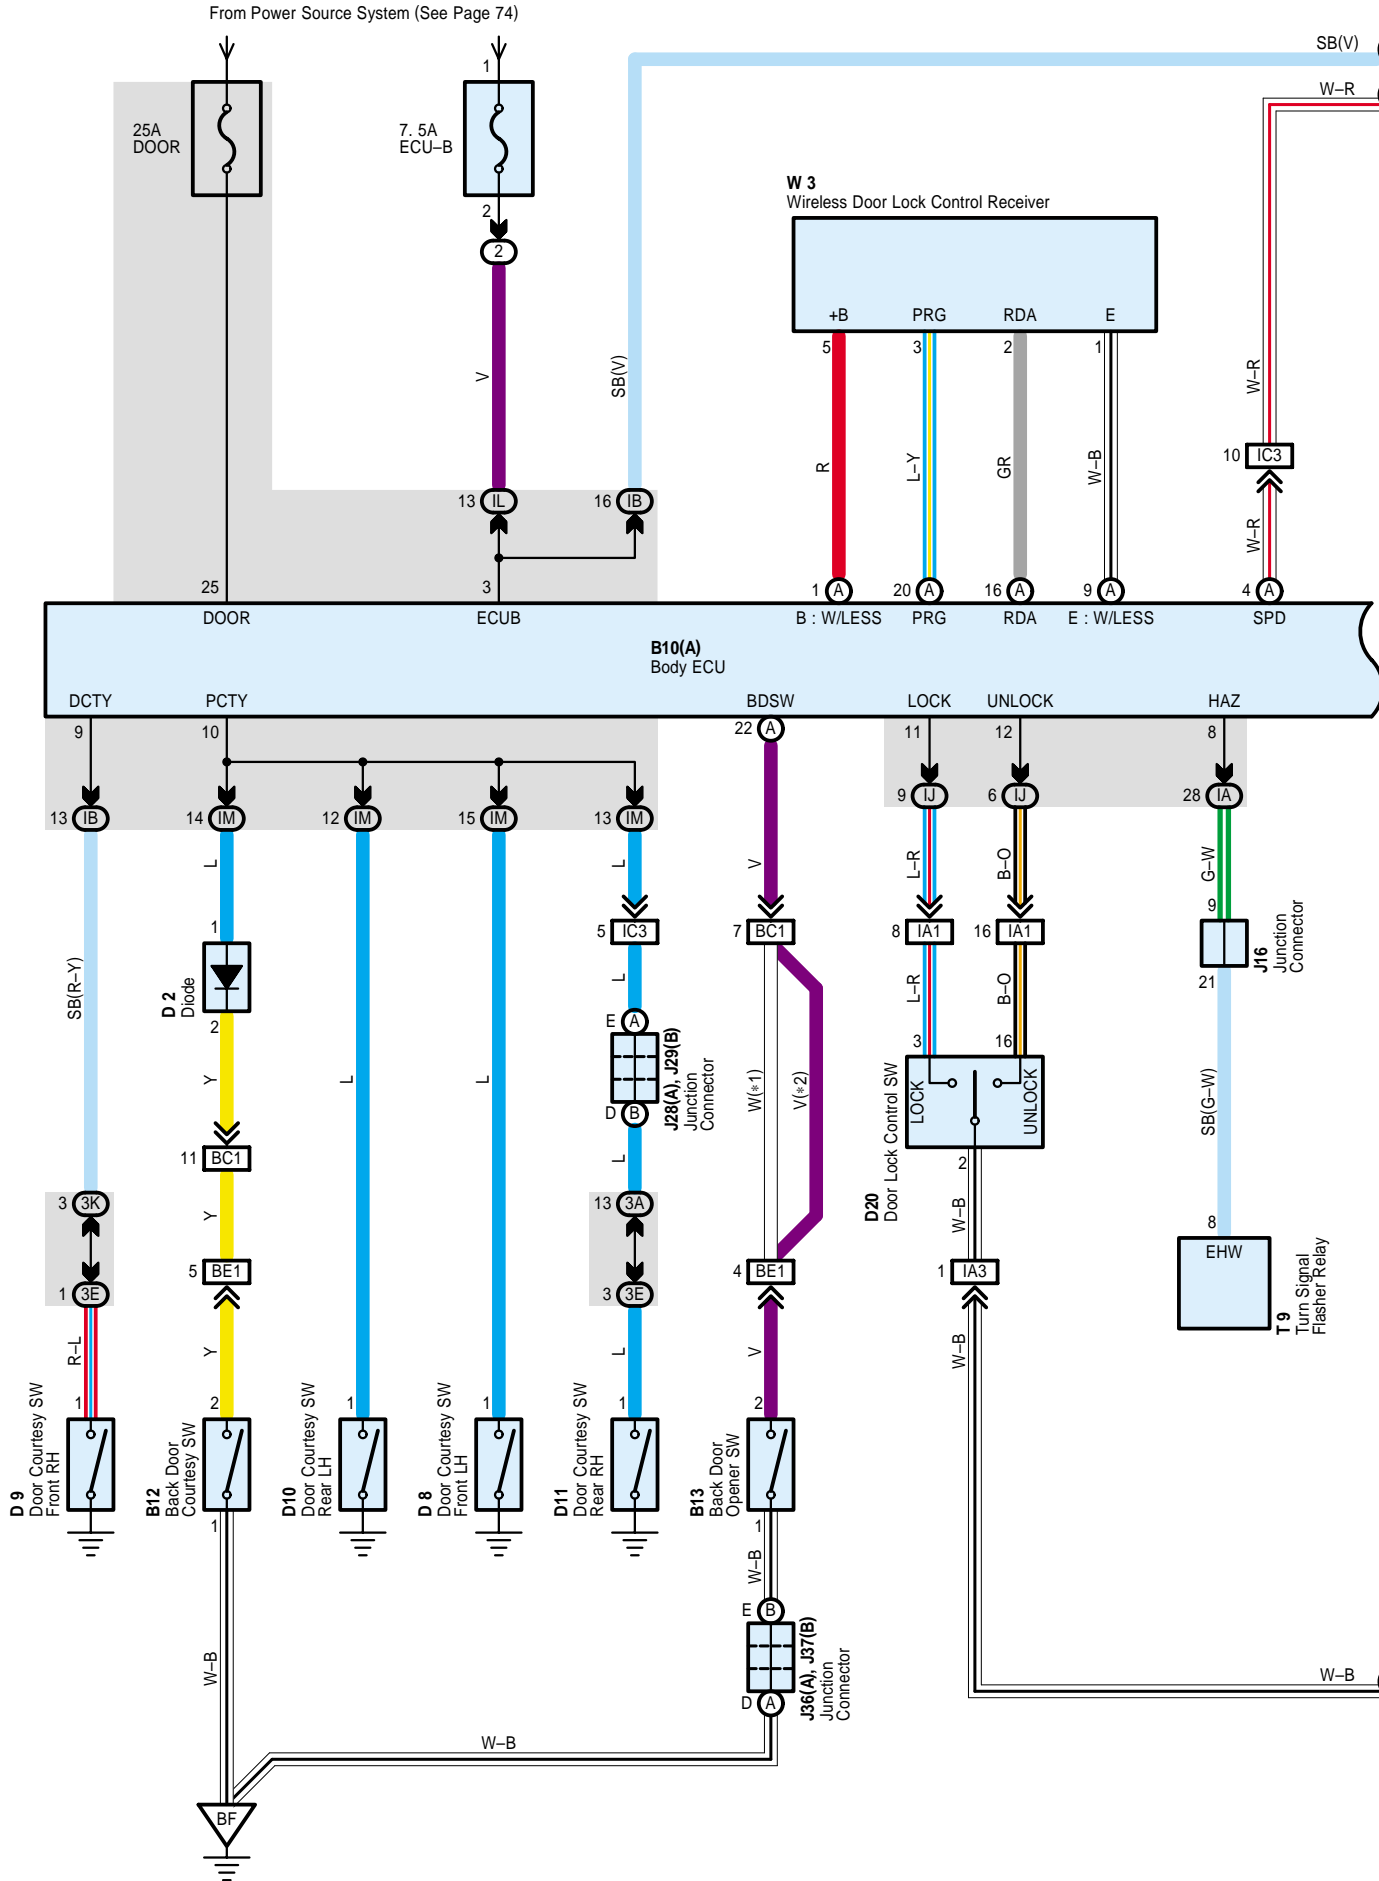 From Power Source System (See Page 74)
SB(V)
W–R
1
25A
DOOR
7. 5A
ECU–B
2
2
V
SB(V)
13 IL
16 IB
W 3
Wireless Door Lock Control Receiver
+B PRG RDA E
5 3 2 1
R
L–Y
GR
W–B
W–R
10 IC3
W–R
25 3
1 A 20 A 16 A 9 A 4 A
DOOR ECUB B : W/LESS PRG RDA E : W/LESS SPD
B10(A)
Body ECU
DCTY PCTY BDSW LOCK UNLOCK HAZ
9 10 22 A 11 12 8
9 IJ 6 IJ 28 IA
13 IB 14 IM 12 IM 15 IM 13 IM
L
L
V
L–R
B–O
G–W
1
5 IC3
7 BC1
8 IA1
16 IA1
9
J16
Junction
Connector
21
SB(R–Y)
D 2
Diode
2
L
E A
J28(A), J29(B)
Junction
Connector
D B
L–R
B–O
3 16
Y
L
L
W(*1)
V(*2)
LOCK
UNLOCK
D20
Door Lock Control SW
2
SB(G–W)
11 BC1
L
3 3K
Y
13 3A
W–B
8
EHW
T 9
Turn Signal
Flasher Relay
5 BE1
4 BE1
1 IA3
1 3E
3 3E
R–L
Y
L
V
W–B
1 2 1 1 1 2
D 9
Door Courtesy SW
Front RH
B12
Back Door
Courtesy SW
D10
Door Courtesy SW
Rear LH
D 8
Door Courtesy SW
Front LH
D11
Door Courtesy SW
Rear RH
B13
Back Door
Opener SW
1 1
W–B
E B
J36(A), J37(B)
Junction
Connector
D A
W–B
W–B
W–B
BF